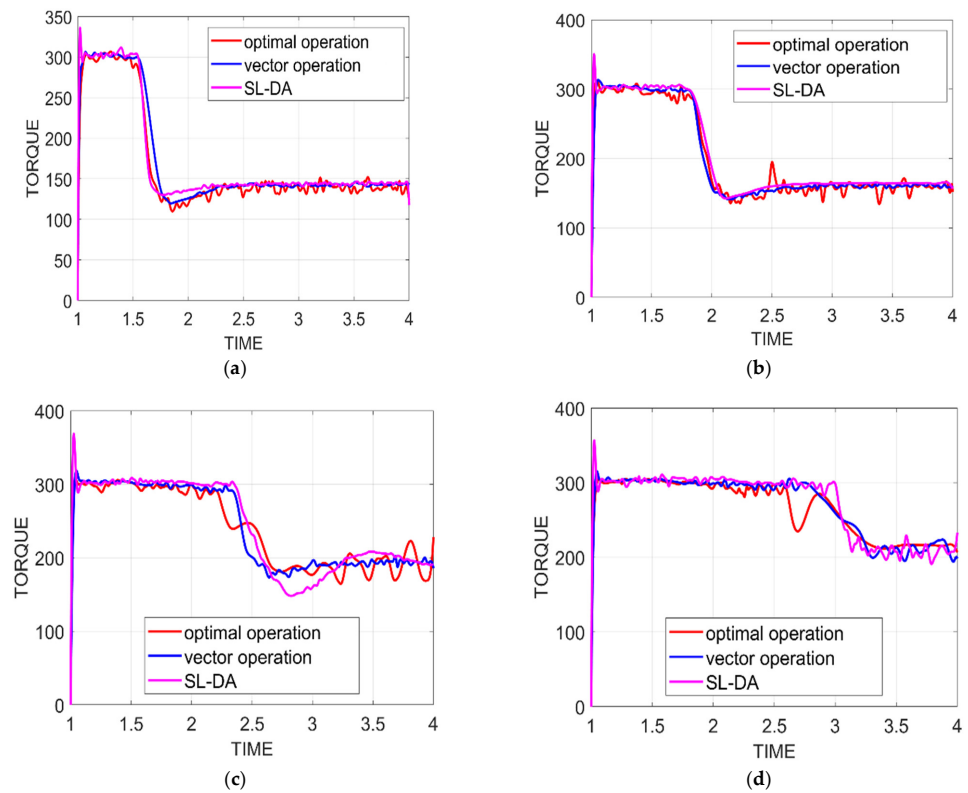 350
300
250
200
150
100
50
0
TORQUE
optimal operation
vector operation
SL-DA
1 1.5 2 2.5 3 3.5 4
TIME
(a)
400
300
200
100
0
TORQUE
optimal operation
vector operation
SL-DA
1 1.5 2 2.5 3 3.5 4
TIME
(b)
400
300
200
100
0
TORQUE
optimal operation
vector operation
SL-DA
1 1.5 2 2.5 3 3.5 4
TIME
(c)
400
300
200
100
0
TORQUE
optimal operation
vector operation
SL-DA
1 1.5 2 2.5 3 3.5 4
TIME
(d)